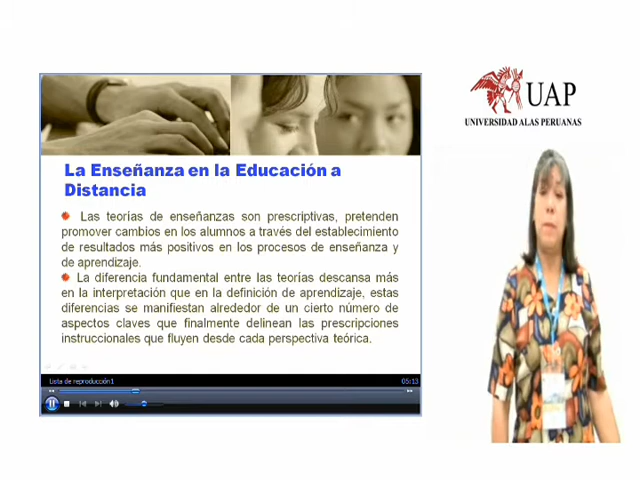 UAP
UNIVERSIDAD ALAS PERUANAS
La Enseñanza en la Educación a
Distancia
Las teorías de enseñanzas son prescriptivas, pretenden
promover cambios en los alumnos a través del establecimiento
de resultados más positivos en los procesos de enseñanza y
de aprendizaje.
La diferencia fundamental entre las teorías descansa más
en la interpretación que en la definición de aprendizaje, estas
diferencias se manifiestan alrededor de un cierto número de
aspectos claves que finalmente delinean las prescripciones
instruccionales que fluyen desde cada perspectiva teórica.
Lista de reproducción1
05:13